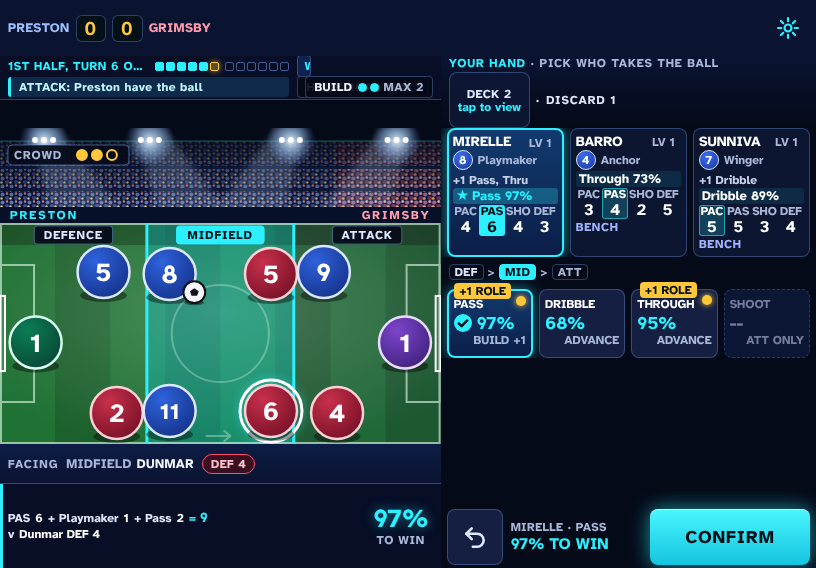 PRESTON 0 0 GRIMSBY
1ST HALF, TURN 6 O...
ATTACK: Preston have the ball
BUILD MAX 2
CROWD
PRESTON GRIMSBY
DEFENCE MIDFIELD ATTACK
5 8 5 9
1 1
2 11 6 4
FACING MIDFIELD DUNMAR DEF 4
PAS 6 + Playmaker 1 + Pass 2 = 9
v Dunmar DEF 4
97%
TO WIN
YOUR HAND · PICK WHO TAKES THE BALL
DECK 2
tap to view
· DISCARD 1
MIRELLE LV 1
8 Playmaker
+1 Pass, Thru
★ Pass 97%
PAC PAS SHO DEF
4 6 4 3
BARRO LV 1
4 Anchor
Through 73%
PAC PAS SHO DEF
3 4 2 5
BENCH
SUNNIVA LV 1
7 Winger
+1 Dribble
Dribble 89%
PAC PAS SHO DEF
5 5 3 4
BENCH
DEF > MID > ATT
+1 ROLE
PASS
97%
BUILD +1
DRIBBLE
68%
ADVANCE
+1 ROLE
THROUGH
95%
ADVANCE
SHOOT
--
ATT ONLY
MIRELLE · PASS
97% TO WIN
CONFIRM